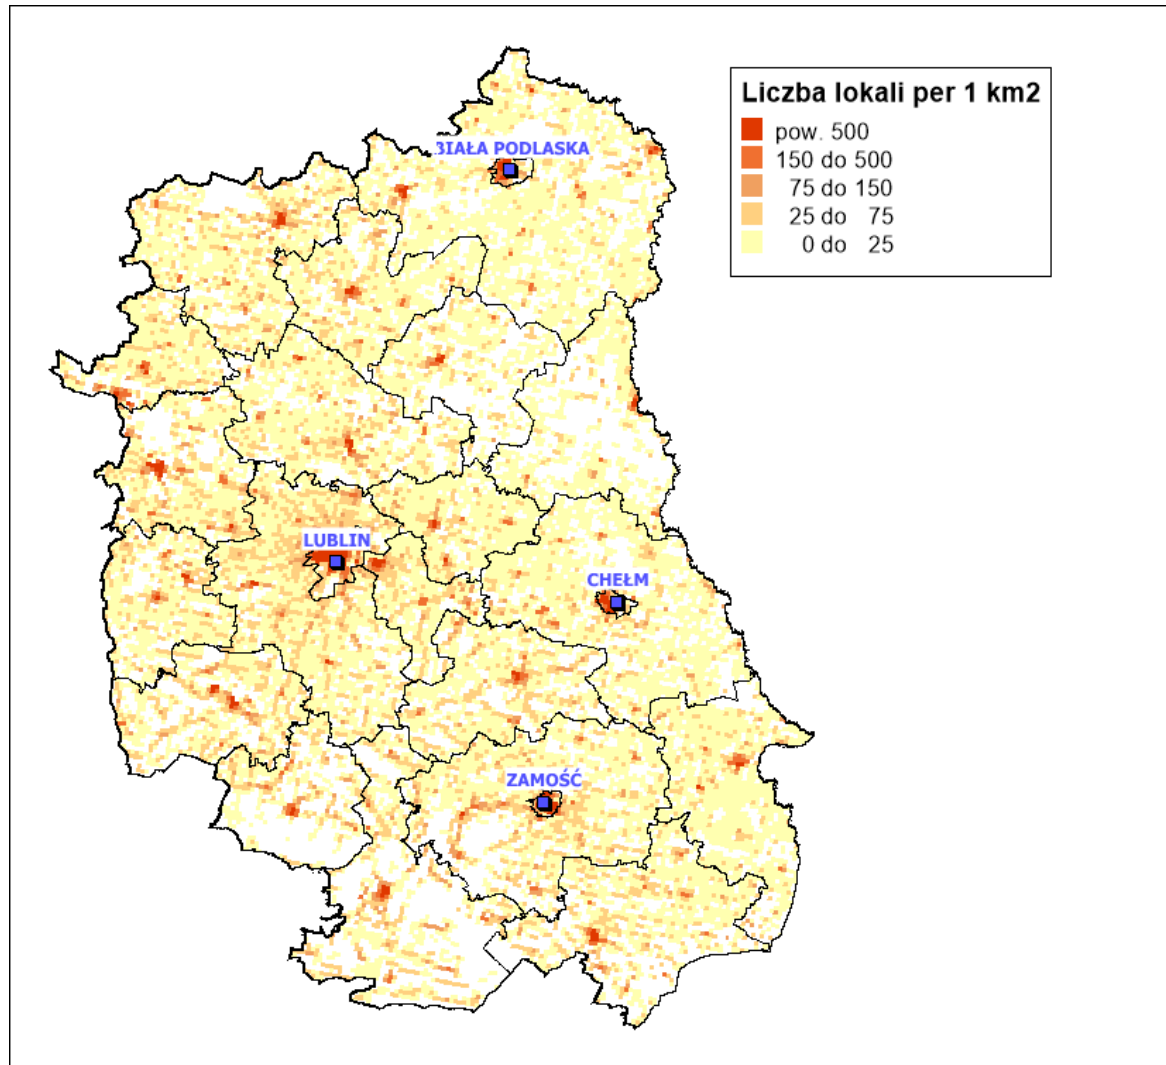 Liczba lokali per 1 km2
pow. 500
150 do 500
75 do 150
25 do 75
0 do 25
BIAŁA PODLASKA
LUBLIN
CHEŁM
ZAMOŚĆ